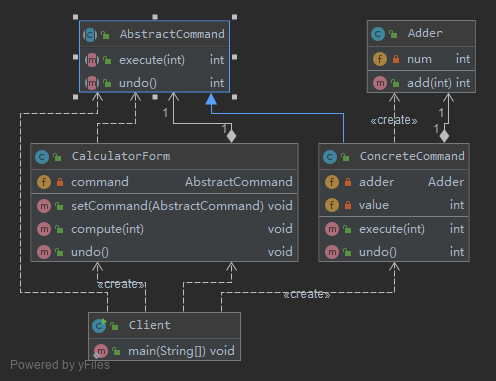 AbstractCommand
execute(int) int
undo() int
Adder
num int
add(int) int
1
«create»
1
1
1
CalculatorForm
command AbstractCommand
setCommand(AbstractCommand) void
compute(int) void
undo() void
ConcreteCommand
adder Adder
value int
execute(int) int
undo() int
«create»
«create»
Client
main(String[]) void
Powered by yFiles